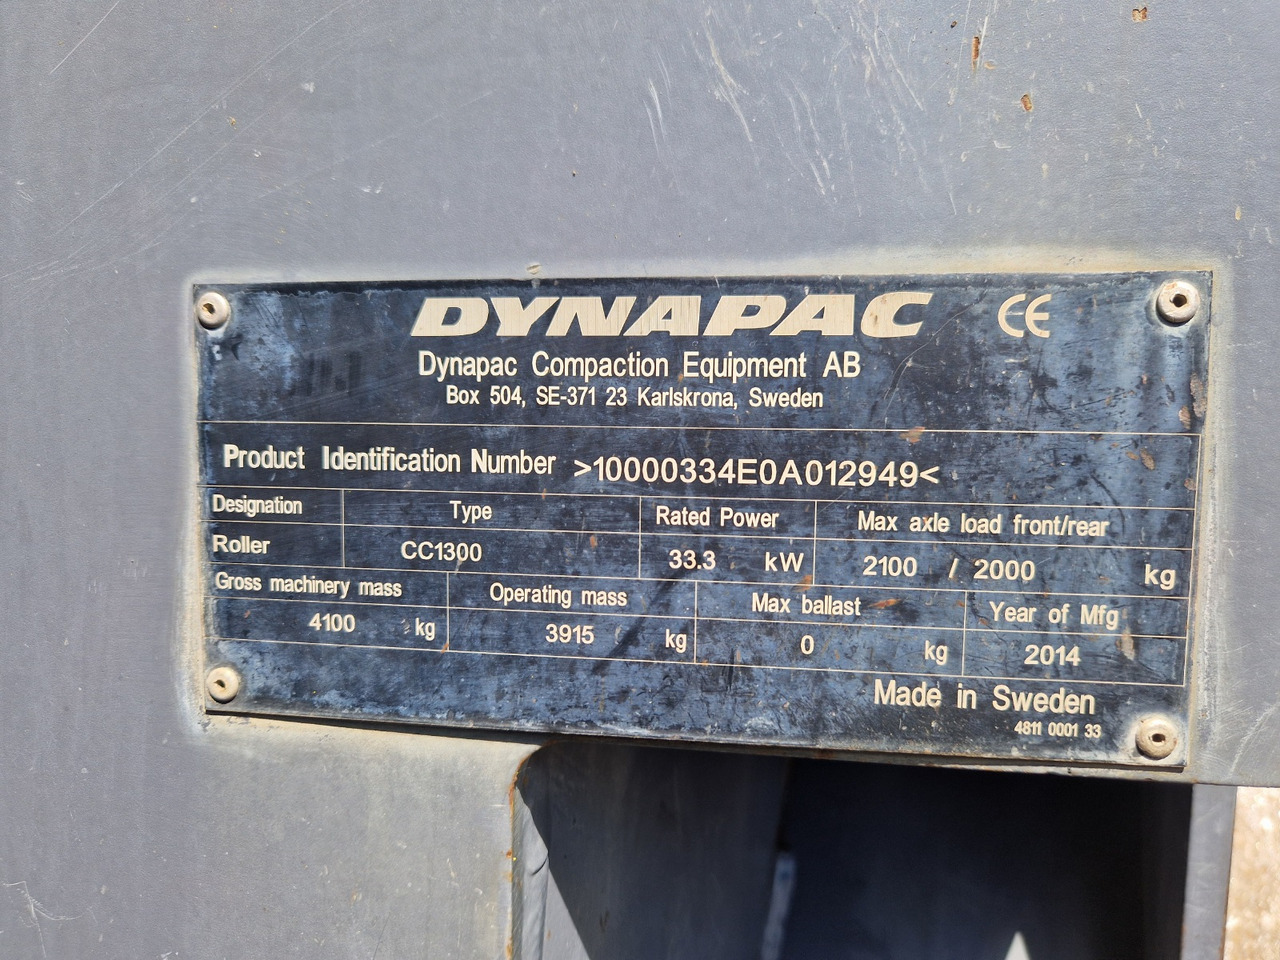 DYNAPAC CE
Dynapac Compaction Equipment AB
Box 504, SE-371 23 Karlskrona, Sweden
Product Identification Number >10000334E0A012949<
Designation Type Rated Power Max axle load front/rear
Roller CC1300 33.3 kW 2100 / 2000 kg
Gross machinery mass Operating mass Max ballast Year of Mfg
4100 kg 3915 kg 0 kg 2014
Made in Sweden
4811 0001 33